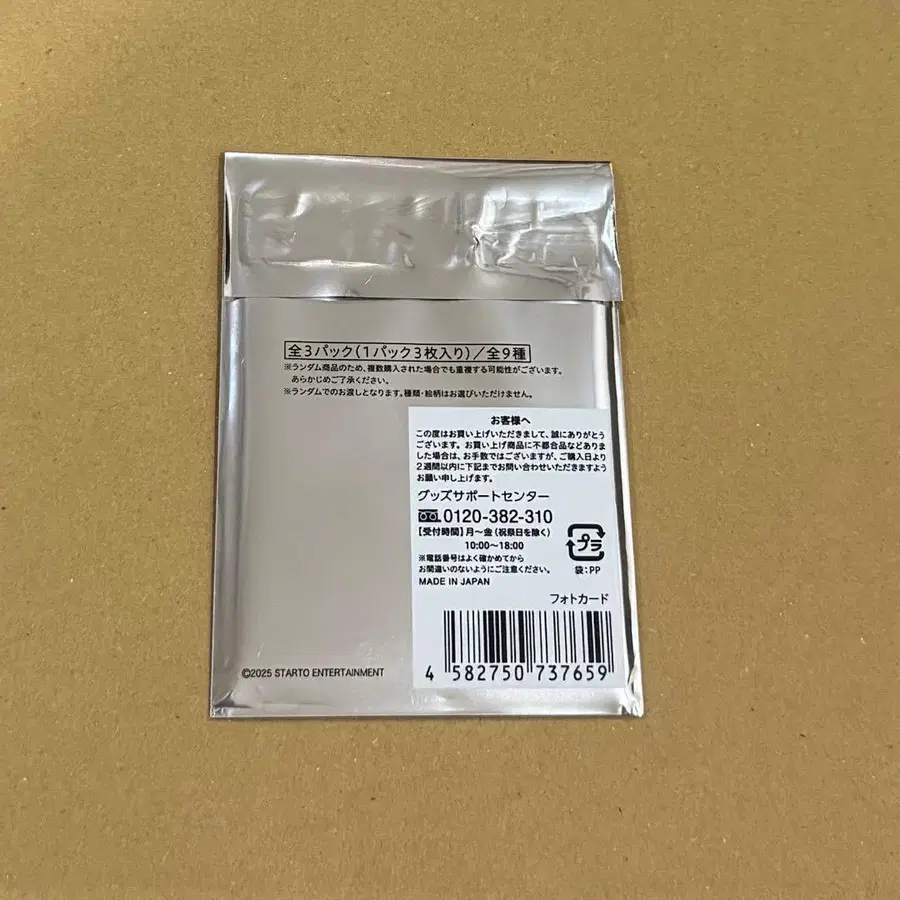 全3パック(1パック3枚入り)/全9種
※ランダム商品のため、複数購入された場合でも重複する可能性がございます。
あらかじめご了承ください。
※ランダムでのお渡しとなります。種類・絵柄はお選びいただけません。
お客様へ
この度はお買い上げいただきまして、誠にありがとう
ございます。お買い上げ商品に不都合品などありま
した場合は、お手数ではございますが、ご購入日より
2週間以内に下記までお問い合わせいただきますよう
お願い申し上げます。
グッズサポートセンター
0120-382-310
【受付時間】月〜金(祝祭日を除く)
10:00〜18:00
※電話番号はよく確かめてから
お間違いのないようにご注意ください。
MADE IN JAPAN
プラ
袋:PP
フォトカード
4 582750 737659
©2025 STARTO ENTERTAINMENT